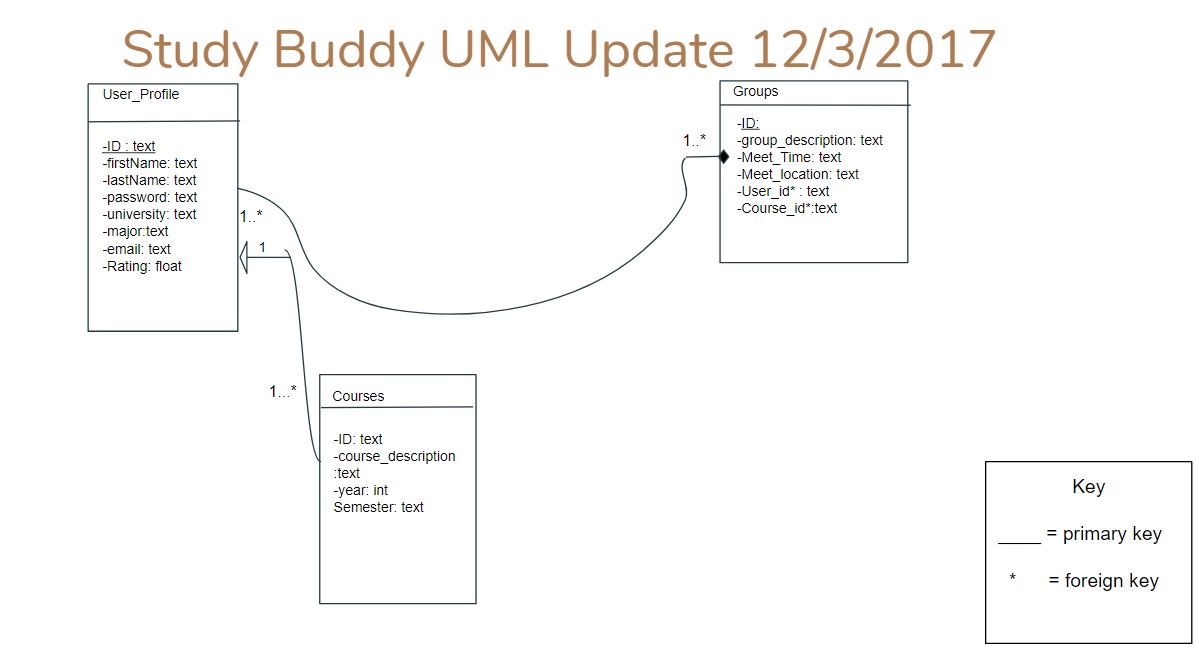 Study Buddy UML Update 12/3/2017
User_Profile
-ID : text
-firstName: text
-lastName: text
-password: text
-university: text
-major:text
-email: text
-Rating: float
1..*
1
1...*
Groups
-ID:
-group_description: text
-Meet_Time: text
-Meet_location: text
-User_id* : text
-Course_id*:text
1..*
Courses
-ID: text
-course_description
:text
-year: int
Semester: text
Key
____ = primary key
* = foreign key